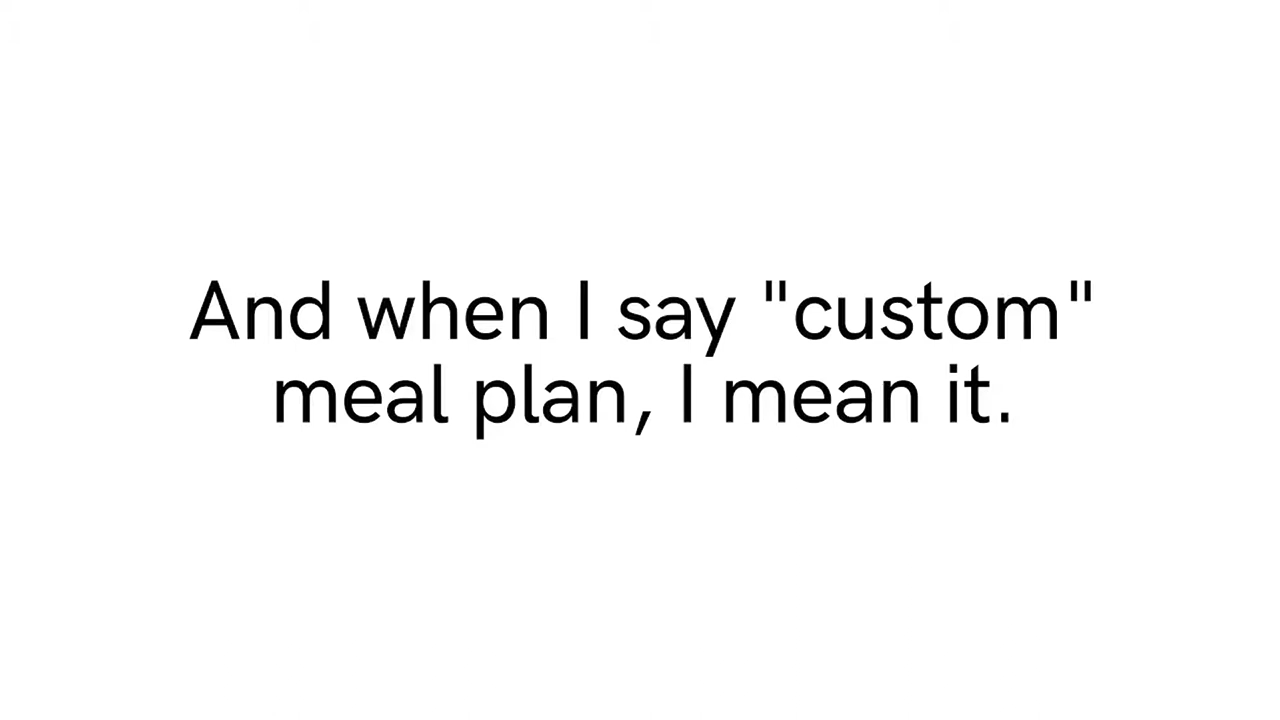 And when I say "custom"
meal plan, I mean it.